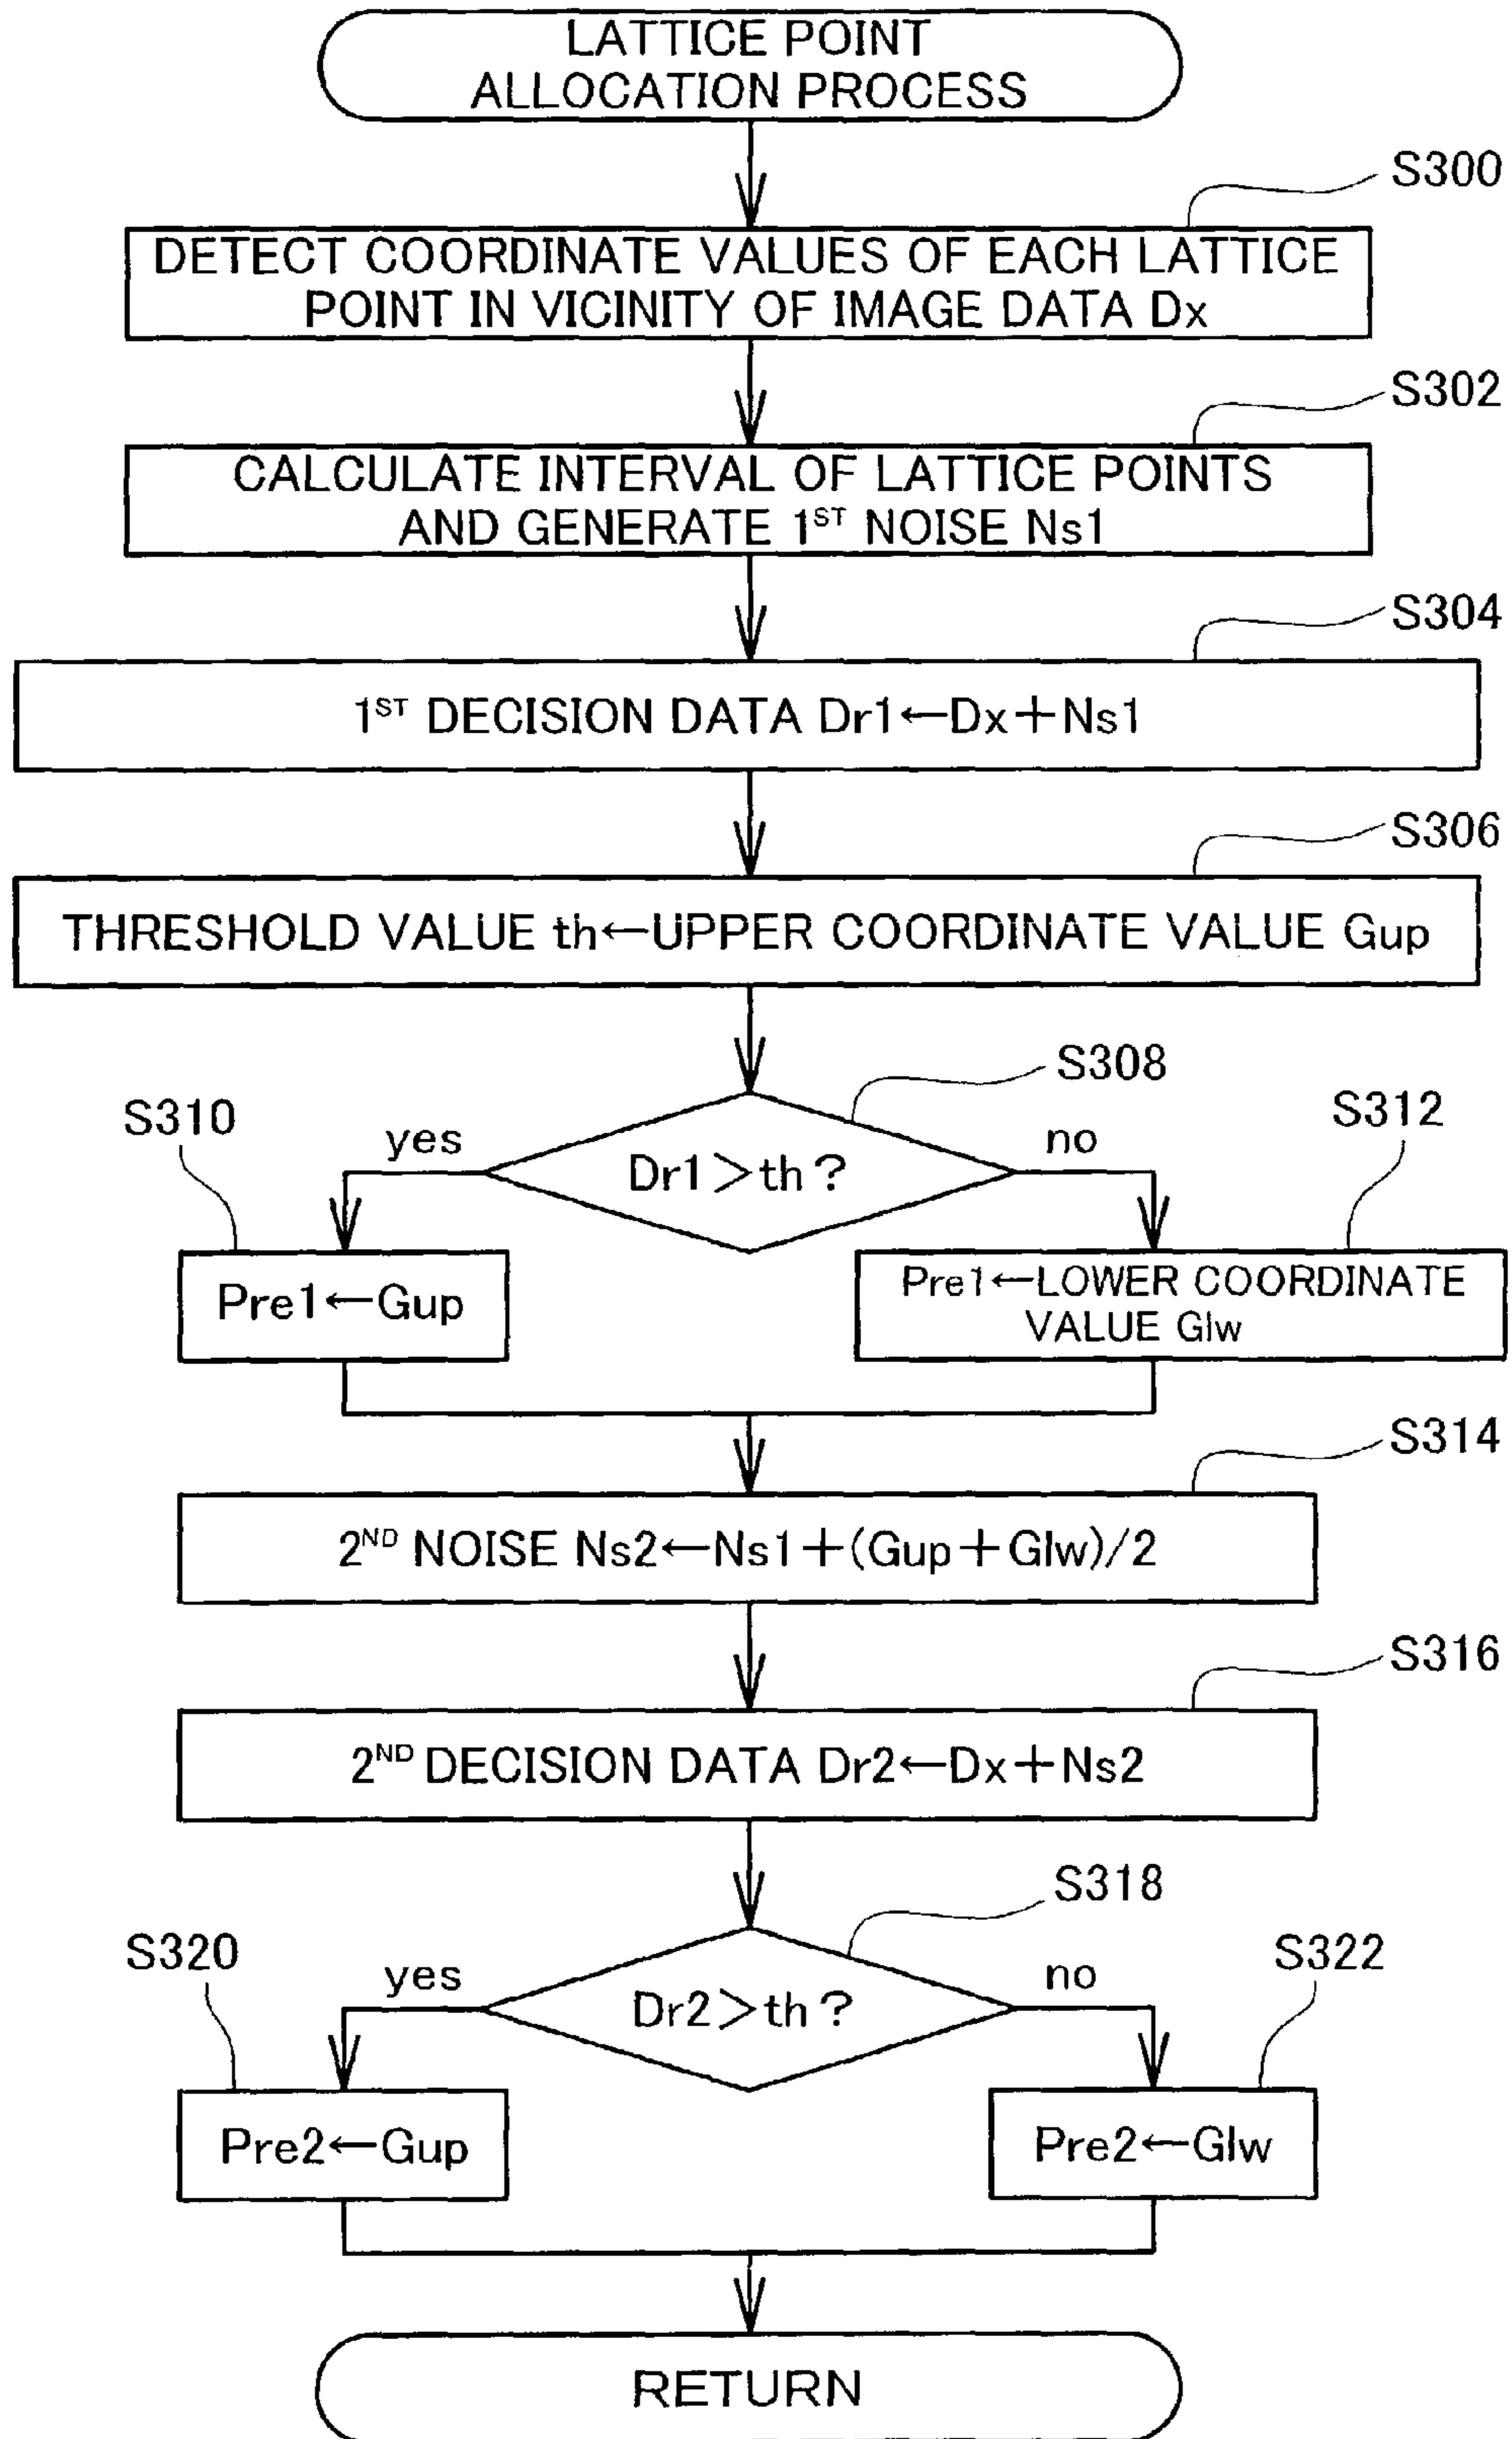 LATTICE POINT
ALLOCATION PROCESS
S300
DETECT COORDINATE VALUES OF EACH LATTICE
POINT IN VICINITY OF IMAGE DATA Dx
S302
CALCULATE INTERVAL OF LATTICE POINTS
AND GENERATE 1ST NOISE Ns1
S304
1ST DECISION DATA Dr1←Dx+Ns1
S306
THRESHOLD VALUE th←UPPER COORDINATE VALUE Gup
S308
Dr1>th?
yes
no
S310
Pre1←Gup
S312
Pre1←LOWER COORDINATE
VALUE Glw
S314
2ND NOISE Ns2←Ns1+(Gup+Glw)/2
S316
2ND DECISION DATA Dr2←Dx+Ns2
S318
Dr2>th?
yes
no
S320
Pre2←Gup
S322
Pre2←Glw
RETURN